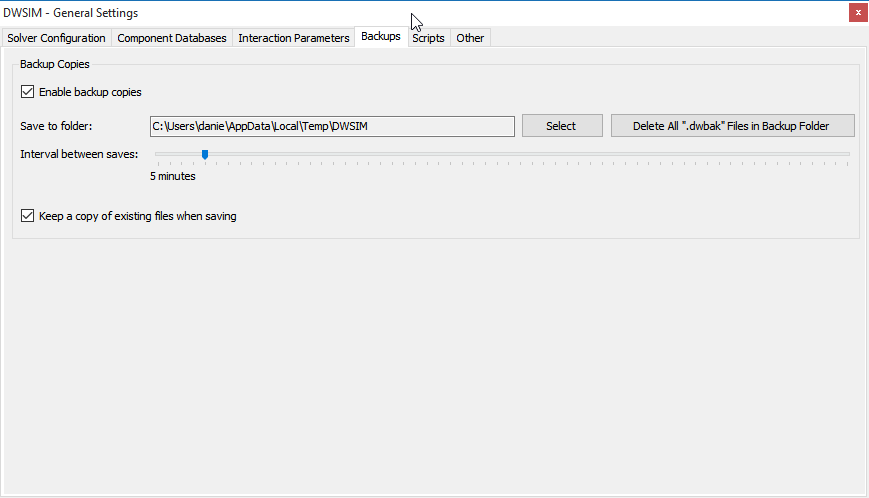 DWSIM - General Settings
x
Solver Configuration Component Databases Interaction Parameters Backups Scripts Other
Backup Copies
Enable backup copies
Save to folder: C:\Users\danie\AppData\Local\Temp\DWSIM Select Delete All ".dwbak" Files in Backup Folder
Interval between saves:
5 minutes
Keep a copy of existing files when saving